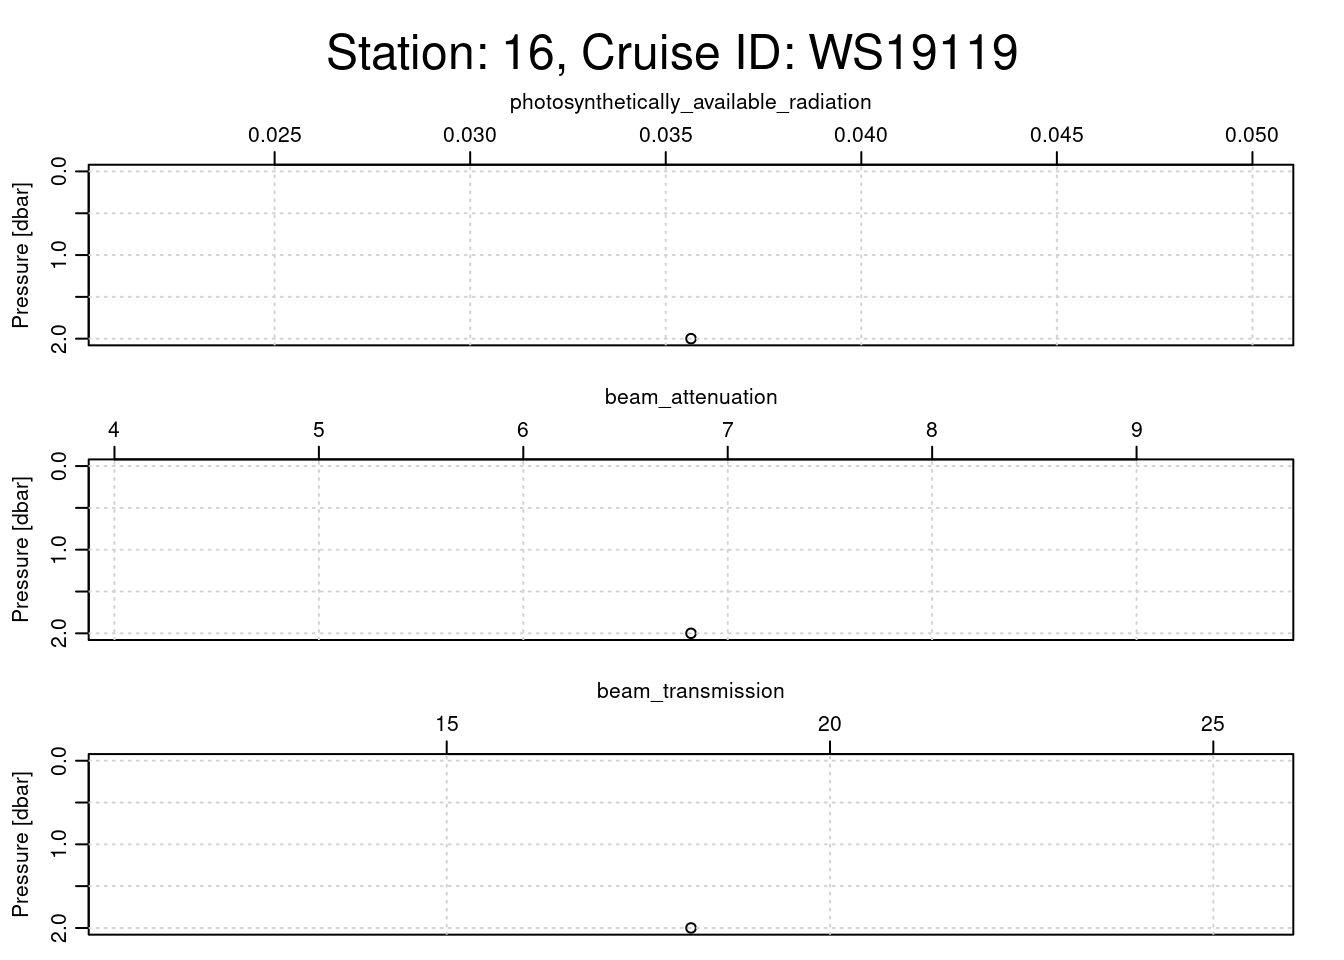 Station: 16, Cruise ID: WS19119
photosynthetically_available_radiation
0.025 0.030 0.035 0.040 0.045 0.050
Pressure [dbar]
0.0
1.0
2.0
beam_attenuation
4 5 6 7 8 9
Pressure [dbar]
0.0
1.0
2.0
beam_transmission
15 20 25
Pressure [dbar]
0.0
1.0
2.0